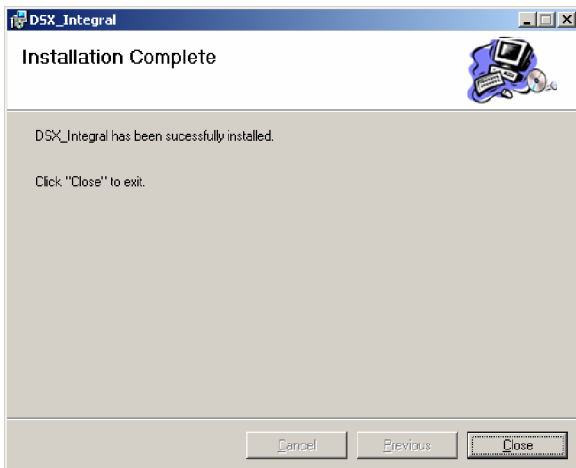 DSX_Integral
Installation Complete
DSX_Integral has been sucessfully installed.
Click "Close" to exit.
Cancel Previous Close